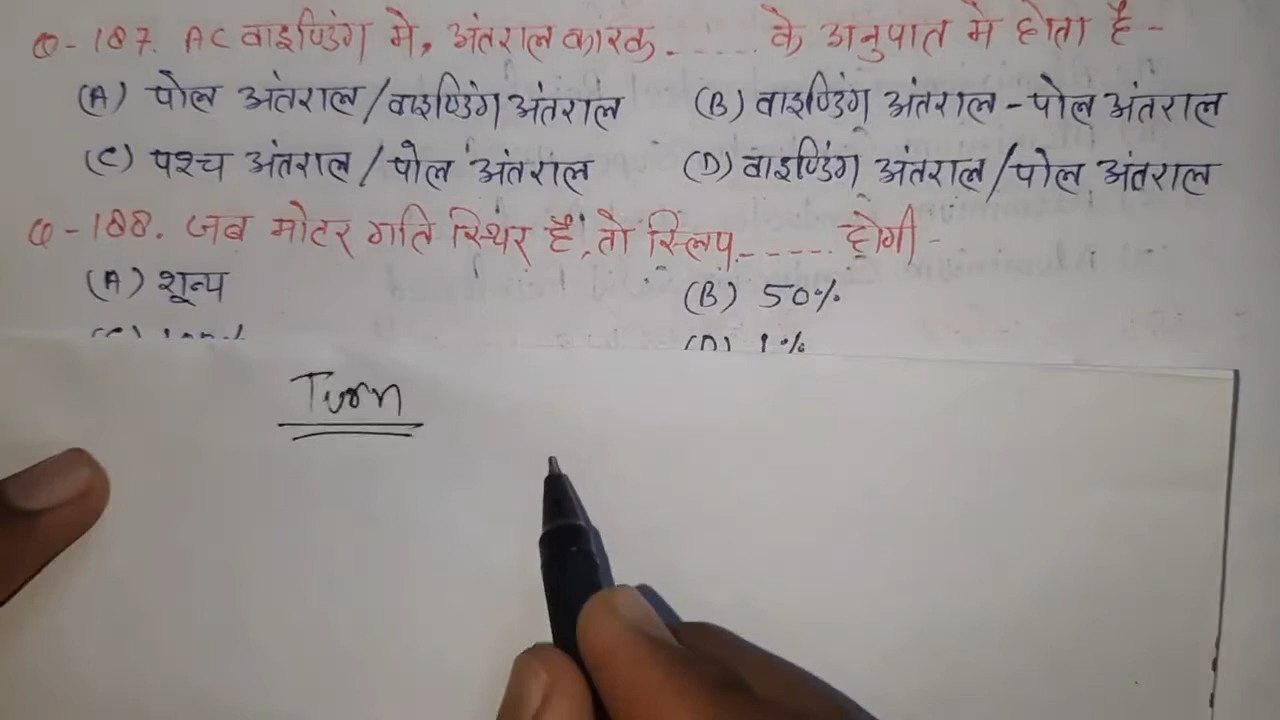 Q-187. AC वाइण्डिंग मे, अंतराल कारक...... के अनुपात मे होता है-
(A) पोल अंतराल/वाइण्डिंग अंतराल (B) वाइण्डिंग अंतराल-पोल अंतराल
(C) पश्च अंतराल/पोल अंतराल (D) वाइण्डिंग अंतराल/पोल अंतराल
Q-188. जब मोटर गति स्थिर है, तो स्लिप..---- होगी-
(A) शून्य (B) 50%
(D) 1%
Turn